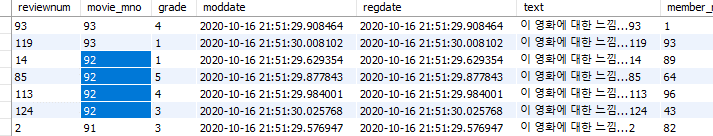 reviewnum movie_mno grade moddate regdate text member_
93 93 4 2020-10-16 21:51:29.908464 2020-10-16 21:51:29.908464 이 영화에 대한 느낌...93 1
119 93 1 2020-10-16 21:51:30.008102 2020-10-16 21:51:30.008102 이 영화에 대한 느낌...119 93
14 92 1 2020-10-16 21:51:29.629354 2020-10-16 21:51:29.629354 이 영화에 대한 느낌...14 89
85 92 5 2020-10-16 21:51:29.877843 2020-10-16 21:51:29.877843 이 영화에 대한 느낌...85 64
113 92 4 2020-10-16 21:51:29.984001 2020-10-16 21:51:29.984001 이 영화에 대한 느낌...113 96
124 92 3 2020-10-16 21:51:30.025768 2020-10-16 21:51:30.025768 이 영화에 대한 느낌...124 43
2 91 3 2020-10-16 21:51:29.576947 2020-10-16 21:51:29.576947 이 영화에 대한 느낌...2 82